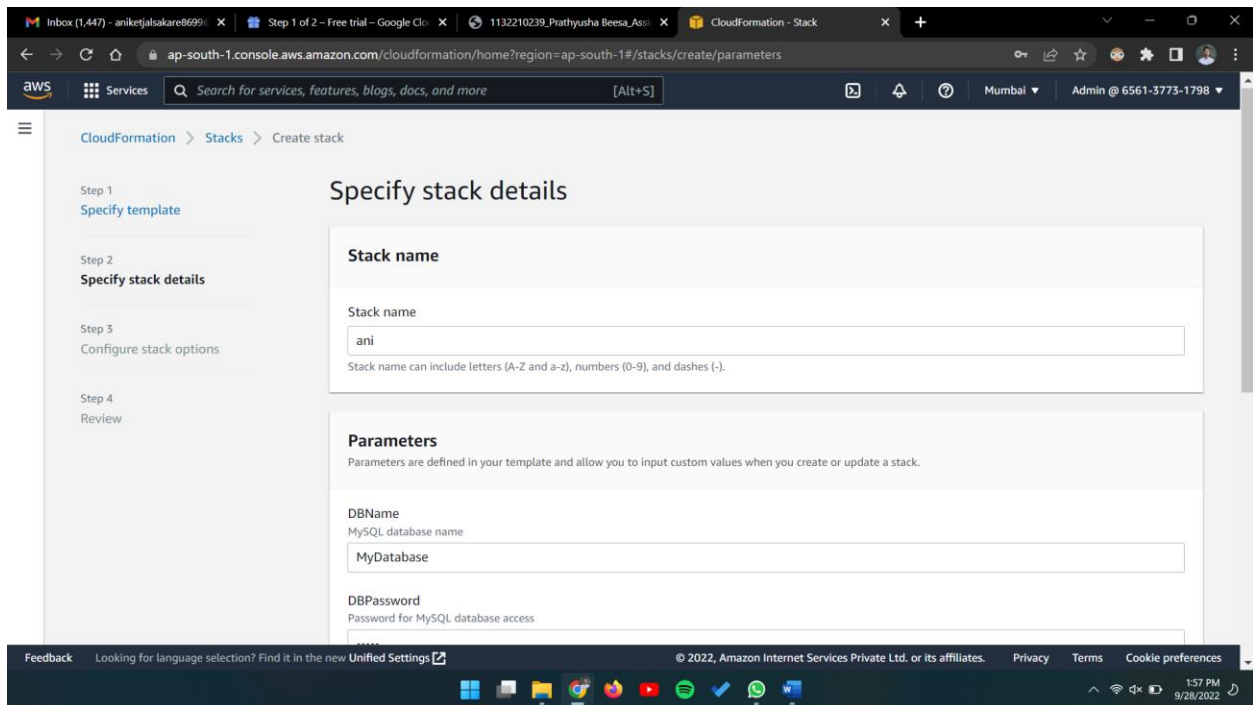 Inbox (1,447) - aniketjalsakare8699
Step 1 of 2 – Free trial – Google Clo
1132210239_Prathyusha Beesa_Assi
CloudFormation - Stack
ap-south-1.console.aws.amazon.com/cloudformation/home?region=ap-south-1#/stacks/create/parameters
aws
Services
Search for services, features, blogs, docs, and more
[Alt+S]
Mumbai ▼
Admin @ 6561-3773-1798 ▼
CloudFormation > Stacks > Create stack
Step 1
Specify template
Step 2
Specify stack details
Step 3
Configure stack options
Step 4
Review
Specify stack details
Stack name
Stack name
ani
Stack name can include letters (A-Z and a-z), numbers (0-9), and dashes (-).
Parameters
Parameters are defined in your template and allow you to input custom values when you create or update a stack.
DBName
MySQL database name
MyDatabase
DBPassword
Password for MySQL database access
Feedback
Looking for language selection? Find it in the new Unified Settings
© 2022, Amazon Internet Services Private Ltd. or its affiliates.
Privacy
Terms
Cookie preferences
1:57 PM
9/28/2022